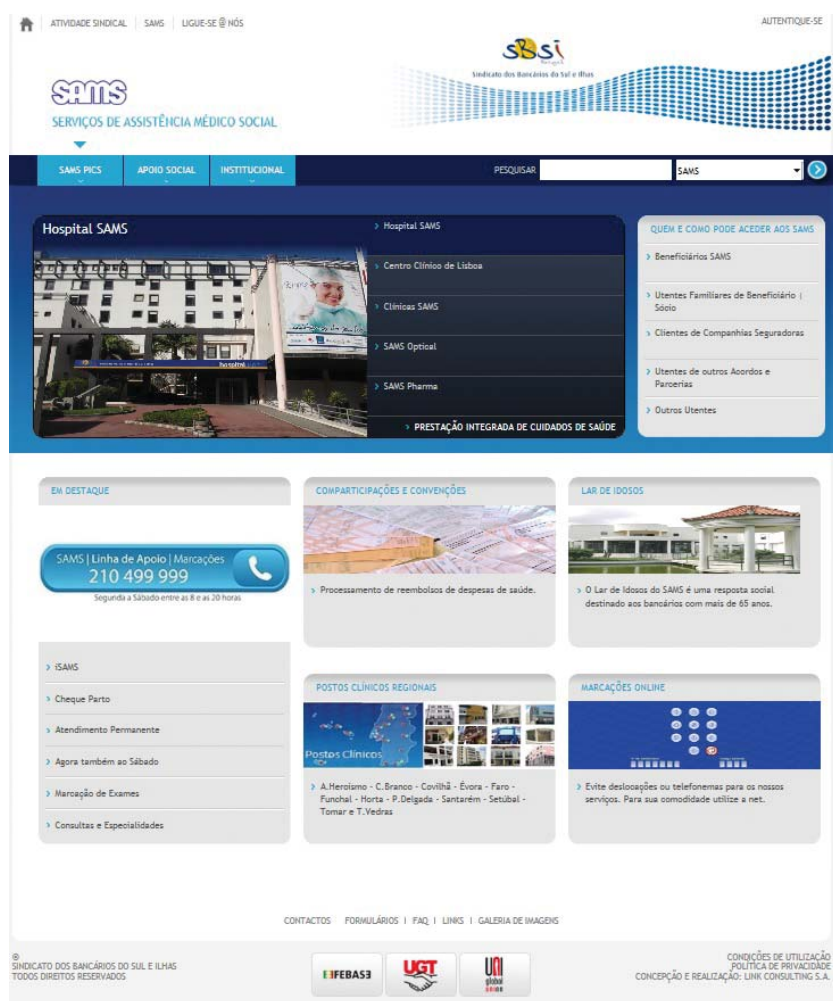 ATIVIDADE SINDICAL | SAMS | LIGUE-SE @ NÓS
AUTENTIQUE-SE
SBSI
Sindicato dos Bancários do Sul e Ilhas
SAMS
SERVIÇOS DE ASSISTÊNCIA MÉDICO SOCIAL
SAMS PICS
APOIO SOCIAL
INSTITUCIONAL
PESQUISAR
SAMS
Hospital SAMS
hospital
Hospital SAMS
Centro Clínico de Lisboa
Clínicas SAMS
SAMS Optical
SAMS Pharma
PRESTAÇÃO INTEGRADA DE CUIDADOS DE SAÚDE
QUEM E COMO PODE ACEDER AOS SAMS
Beneficiários SAMS
Utentes Familiares de Beneficiário |
Sócio
Clientes de Companhias Seguradoras
Utentes de outros Acordos e
Parcerias
Outros Utentes
EM DESTAQUE
SAMS | Linha de Apoio | Marcações
210 499 999
Segunda a Sábado entre as 8 e as 20 horas
iSAMS
Cheque Parto
Atendimento Permanente
Agora também ao Sábado
Marcação de Exames
Consultas e Especialidades
COMPARTICIPAÇÕES E CONVENÇÕES
Processamento de reembolsos de despesas de saúde.
LAR DE IDOSOS
O Lar de Idosos do SAMS é uma resposta social
destinado aos bancários com mais de 65 anos.
POSTOS CLÍNICOS REGIONAIS
Postos Clínicos
A.Heroísmo - C.Branco - Covilhã - Évora - Faro -
Funchal - Horta - P.Delgada - Santarém - Setúbal -
Tomar e T.Vedras
MARCAÇÕES ONLINE
Evite deslocações ou telefonemas para os nossos
serviços. Para sua comodidade utilize a net.
CONTACTOS FORMULÁRIOS | FAQ | LINKS | GALERIA DE IMAGENS
®
SINDICATO DOS BANCÁRIOS DO SUL E ILHAS
TODOS DIREITOS RESERVADOS
FEBASE
UGT
UNI
global
union
CONDIÇÕES DE UTILIZAÇÃO
POLÍTICA DE PRIVACIDADE
CONCEPÇÃO E REALIZAÇÃO: LINK CONSULTING S.A.